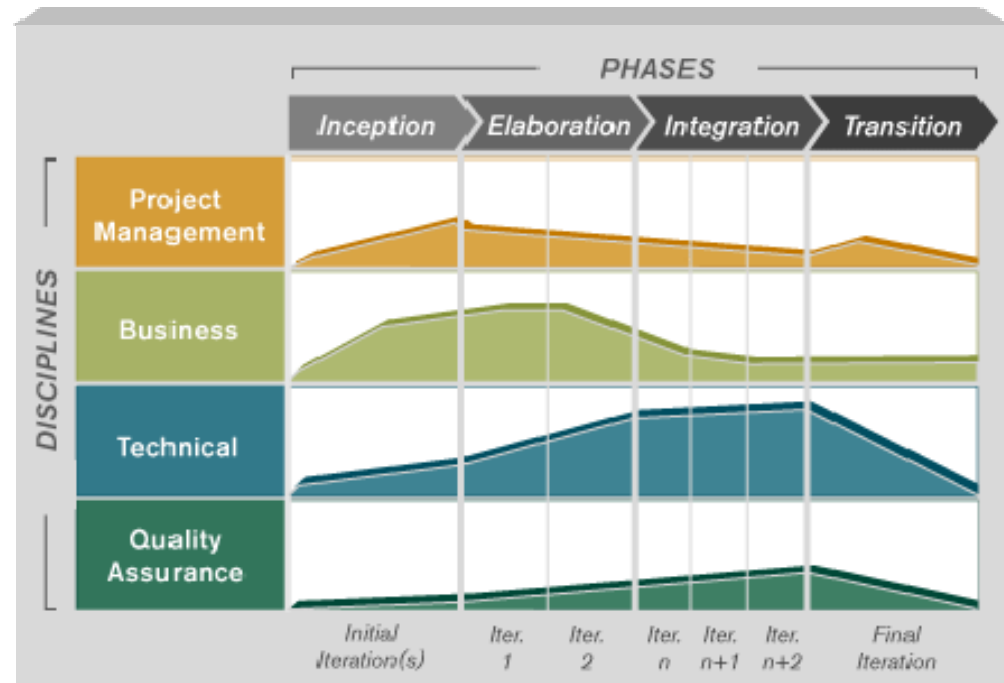 PHASES
Inception
Elaboration
Integration
Transition
DISCIPLINES
Project
Management
Business
Technical
Quality
Assurance
Initial
Iteration(s)
Iter.
1
Iter.
2
Iter.
n
Iter.
n+1
Iter.
n+2
Final
Iteration